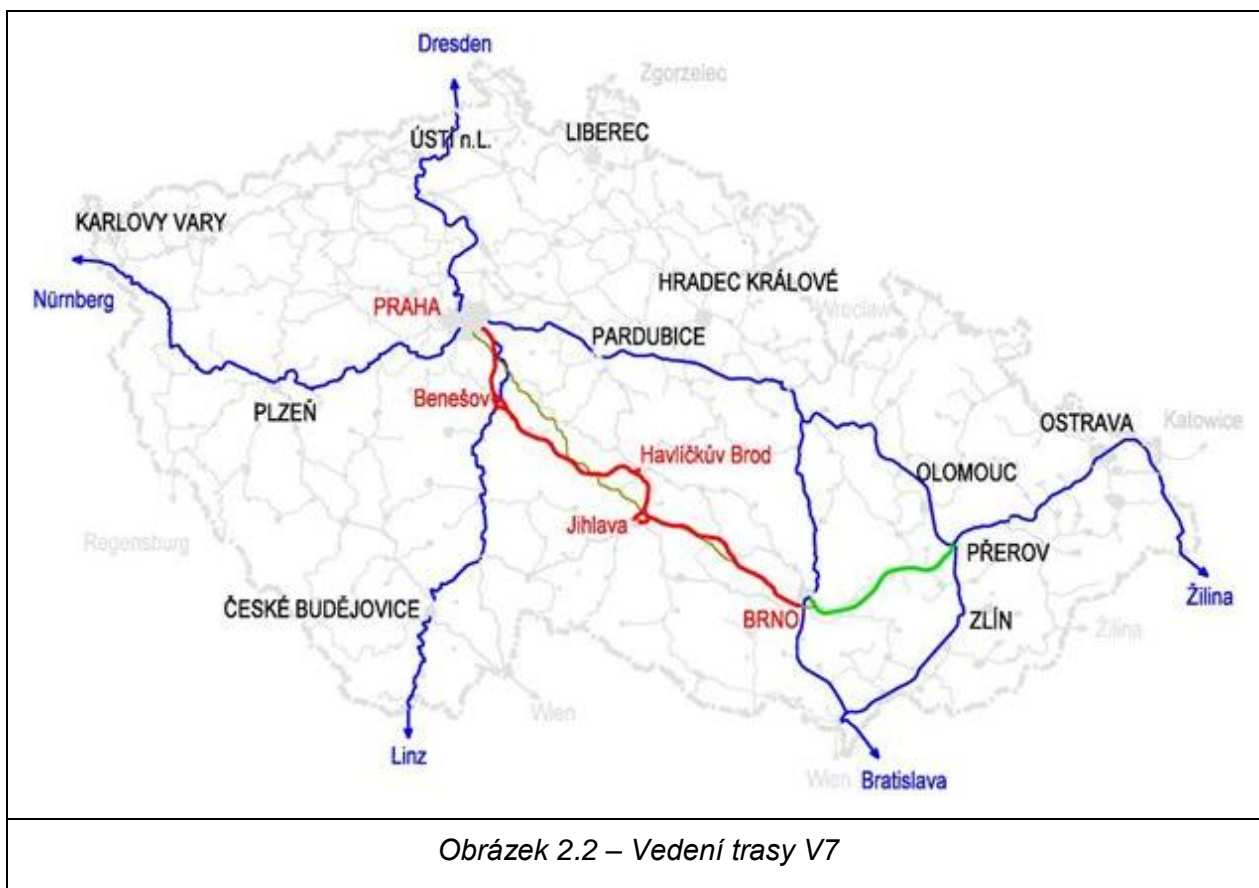 Dresden
Zgorzelec
ÚSTÍ n.L.
LIBEREC
KARLOVY VARY
Nürnberg
PRAHA
HRADEC KRÁLOVÉ
Wroclaw
PARDUBICE
Benešov
PLZEŇ
OSTRAVA
Katowice
Havlíčkův Brod
OLOMOUC
Jihlava
Regensburg
PŘEROV
ČESKÉ BUDĚJOVICE
BRNO
ZLÍN
Žilina
Žilina
Wien
Linz
Wien
Bratislava
Obrázek 2.2 – Vedení trasy V7